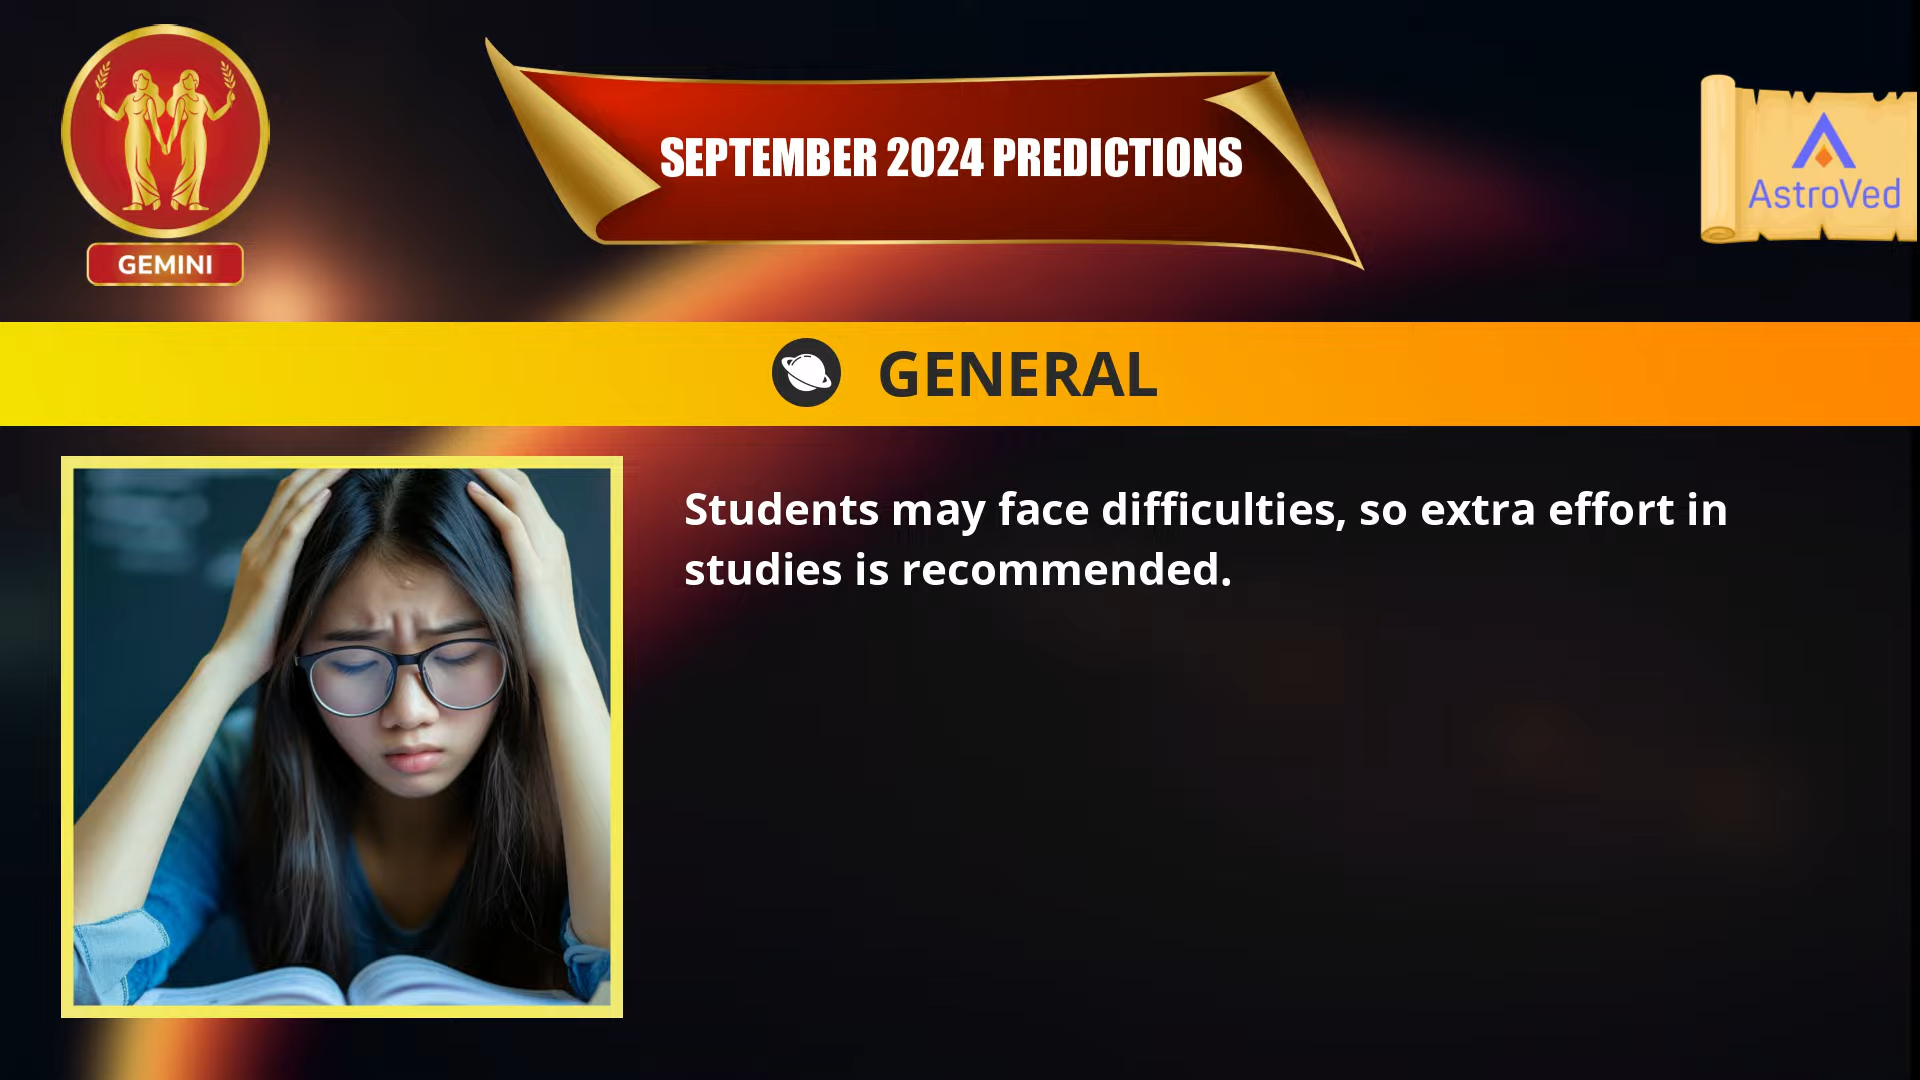 SEPTEMBER 2024 PREDICTIONS
AstroVed
GEMINI
GENERAL
Students may face difficulties, so extra effort in
studies is recommended.